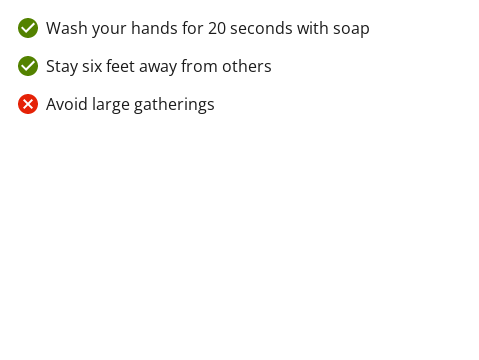 Wash your hands for 20 seconds with soap
Stay six feet away from others
Avoid large gatherings